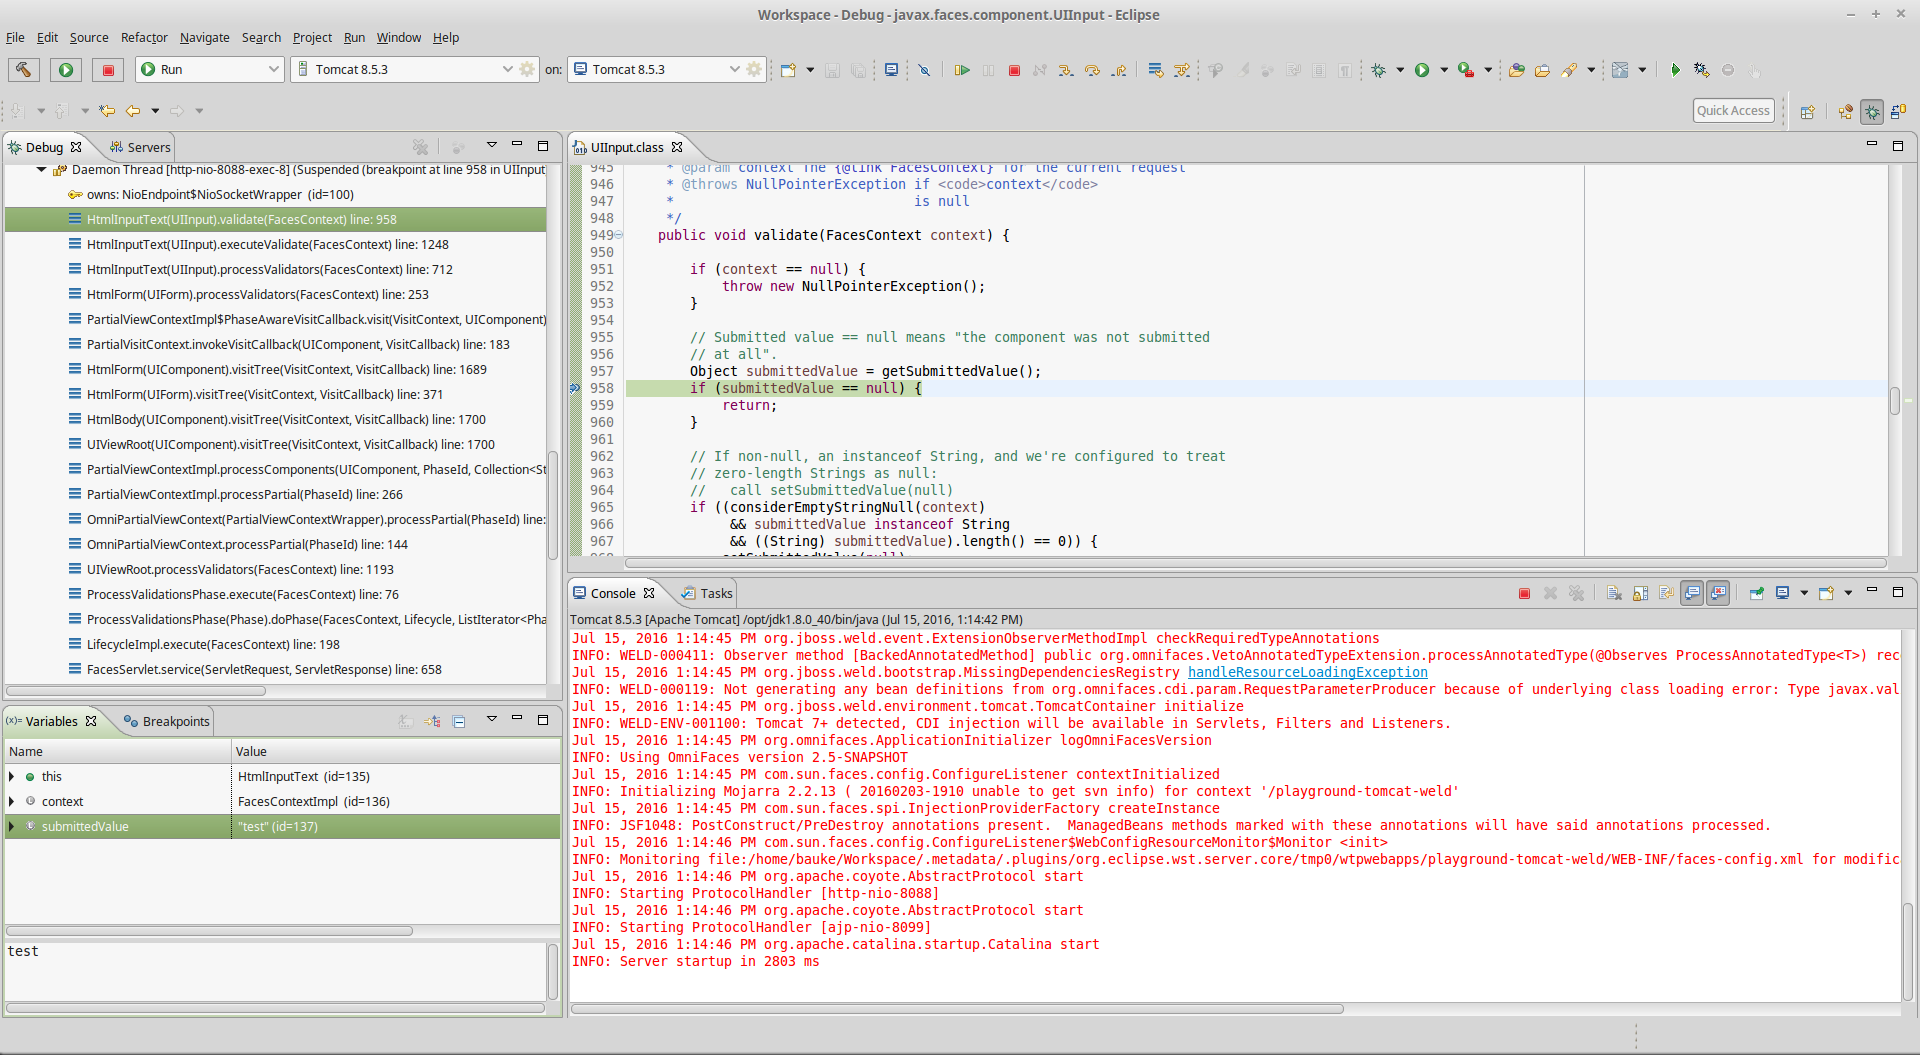 Workspace - Debug - javax.faces.component.UIInput - Eclipse
File Edit Source Refactor Navigate Search Project Run Window Help
Run Tomcat 8.5.3 on: Tomcat 8.5.3
Quick Access
Debug Servers
Daemon Thread [http-nio-8088-exec-8] (Suspended (breakpoint at line 958 in UIInput
owns: NioEndpoint$NioSocketWrapper (id=100)
HtmlInputText(UIInput).validate(FacesContext) line: 958
HtmlInputText(UIInput).executeValidate(FacesContext) line: 1248
HtmlInputText(UIInput).processValidators(FacesContext) line: 712
HtmlForm(UIForm).processValidators(FacesContext) line: 253
PartialViewContextImpl$PhaseAwareVisitCallback.visit(VisitContext, UIComponent)
PartialVisitContext.invokeVisitCallback(UIComponent, VisitCallback) line: 183
HtmlForm(UIComponent).visitTree(VisitContext, VisitCallback) line: 1689
HtmlForm(UIForm).visitTree(VisitContext, VisitCallback) line: 371
HtmlBody(UIComponent).visitTree(VisitContext, VisitCallback) line: 1700
UIViewRoot(UIComponent).visitTree(VisitContext, VisitCallback) line: 1700
PartialViewContextImpl.processComponents(UIComponent, PhaseId, Collection<St
PartialViewContextImpl.processPartial(PhaseId) line: 266
OmniPartialViewContext(PartialViewContextWrapper).processPartial(PhaseId) line:
OmniPartialViewContext.processPartial(PhaseId) line: 144
UIViewRoot.processValidators(FacesContext) line: 1193
ProcessValidationsPhase.execute(FacesContext) line: 76
ProcessValidationsPhase(Phase).doPhase(FacesContext, Lifecycle, ListIterator<Pha
LifecycleImpl.execute(FacesContext) line: 198
FacesServlet.service(ServletRequest, ServletResponse) line: 658
(x)= Variables Breakpoints
Name Value
this HtmlInputText (id=135)
context FacesContextImpl (id=136)
submittedValue "test" (id=137)
test
UIInput.class
945 * @param context The {@link FacesContext} for the current request
946 * @throws NullPointerException if <code>context</code>
947 * is null
948 */
949 public void validate(FacesContext context) {
950
951 if (context == null) {
952 throw new NullPointerException();
953 }
954
955 // Submitted value == null means "the component was not submitted
956 // at all".
957 Object submittedValue = getSubmittedValue();
958 if (submittedValue == null) {
959 return;
960 }
961
962 // If non-null, an instanceof String, and we're configured to treat
963 // zero-length Strings as null:
964 // call setSubmittedValue(null)
965 if ((considerEmptyStringNull(context)
966 && submittedValue instanceof String
967 && ((String) submittedValue).length() == 0)) {
968 setSubmittedValue(null)
Console Tasks
Tomcat 8.5.3 [Apache Tomcat] /opt/jdk1.8.0_40/bin/java (Jul 15, 2016, 1:14:42 PM)
Jul 15, 2016 1:14:45 PM org.jboss.weld.event.ExtensionObserverMethodImpl checkRequiredTypeAnnotations
INFO: WELD-000411: Observer method [BackedAnnotatedMethod] public org.omnifaces.VetoAnnotatedTypeExtension.processAnnotatedType(@Observes ProcessAnnotatedType<T>) rec
Jul 15, 2016 1:14:45 PM org.jboss.weld.bootstrap.MissingDependenciesRegistry handleResourceLoadingException
INFO: WELD-000119: Not generating any bean definitions from org.omnifaces.cdi.param.RequestParameterProducer because of underlying class loading error: Type javax.val
Jul 15, 2016 1:14:45 PM org.jboss.weld.environment.tomcat.TomcatContainer initialize
INFO: WELD-ENV-001100: Tomcat 7+ detected, CDI injection will be available in Servlets, Filters and Listeners.
Jul 15, 2016 1:14:45 PM org.omnifaces.ApplicationInitializer logOmniFacesVersion
INFO: Using OmniFaces version 2.5-SNAPSHOT
Jul 15, 2016 1:14:45 PM com.sun.faces.config.ConfigureListener contextInitialized
INFO: Initializing Mojarra 2.2.13 ( 20160203-1910 unable to get svn info) for context '/playground-tomcat-weld'
Jul 15, 2016 1:14:45 PM com.sun.faces.spi.InjectionProviderFactory createInstance
INFO: JSF1048: PostConstruct/PreDestroy annotations present.  ManagedBeans methods marked with these annotations will have said annotations processed.
Jul 15, 2016 1:14:46 PM com.sun.faces.config.ConfigureListener$WebConfigResourceMonitor$Monitor <init>
INFO: Monitoring file:/home/bauke/Workspace/.metadata/.plugins/org.eclipse.wst.server.core/tmp0/wtpwebapps/playground-tomcat-weld/WEB-INF/faces-config.xml for modific
Jul 15, 2016 1:14:46 PM org.apache.coyote.AbstractProtocol start
INFO: Starting ProtocolHandler [http-nio-8088]
Jul 15, 2016 1:14:46 PM org.apache.coyote.AbstractProtocol start
INFO: Starting ProtocolHandler [ajp-nio-8099]
Jul 15, 2016 1:14:46 PM org.apache.catalina.startup.Catalina start
INFO: Server startup in 2803 ms